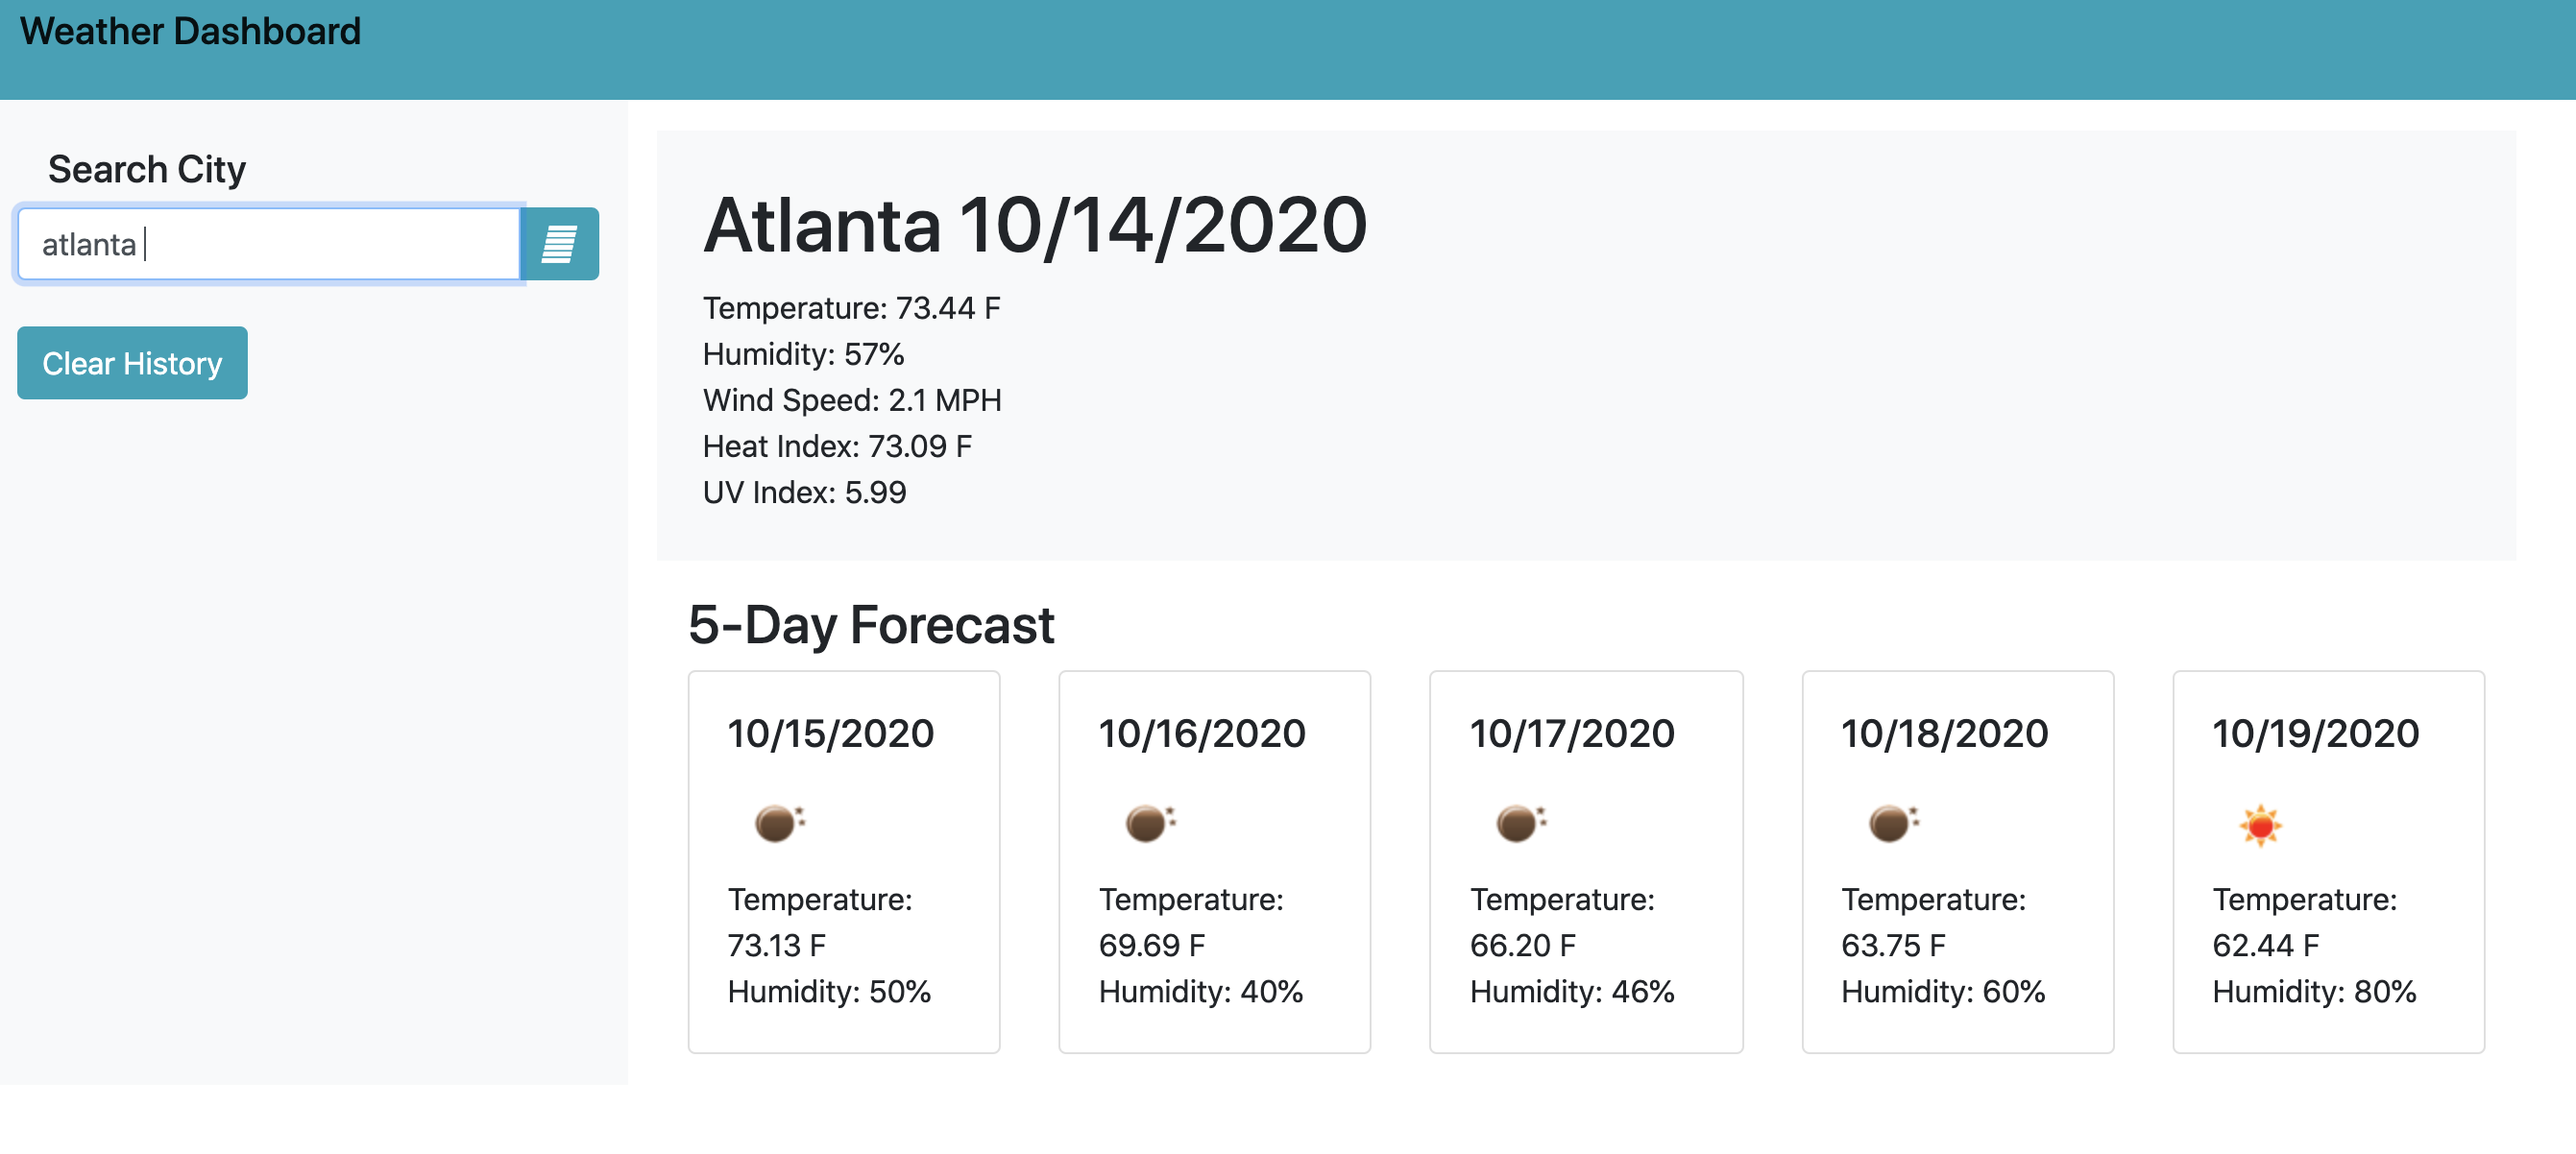 Weather Dashboard
Search City
atlanta
Clear History
Atlanta 10/14/2020
Temperature: 73.44 F
Humidity: 57%
Wind Speed: 2.1 MPH
Heat Index: 73.09 F
UV Index: 5.99
5-Day Forecast
10/15/2020
Temperature:
73.13 F
Humidity: 50%
10/16/2020
Temperature:
69.69 F
Humidity: 40%
10/17/2020
Temperature:
66.20 F
Humidity: 46%
10/18/2020
Temperature:
63.75 F
Humidity: 60%
10/19/2020
Temperature:
62.44 F
Humidity: 80%